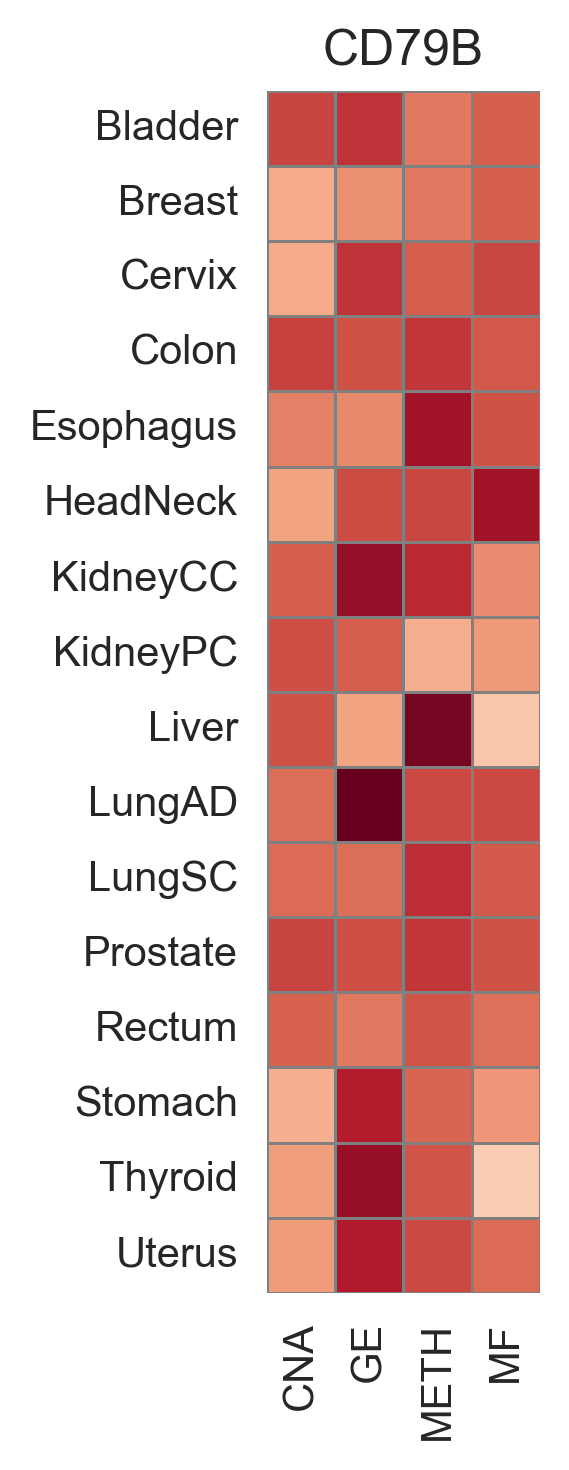 CD79B
Bladder
Breast
Cervix
Colon
Esophagus
HeadNeck
KidneyCC
KidneyPC
Liver
LungAD
LungSC
Prostate
Rectum
Stomach
Thyroid
Uterus
CNA
GE
METH
MF